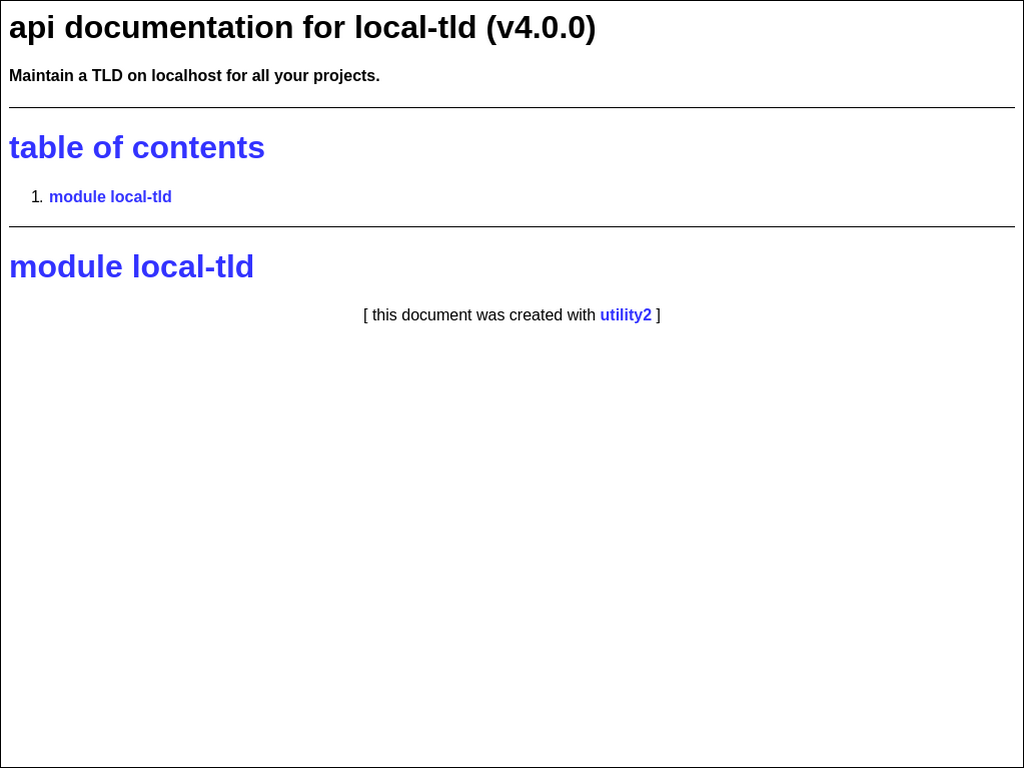 api documentation for local-tld (v4.0.0)
Maintain a TLD on localhost for all your projects.
table of contents
1. module local-tld
module local-tld
[ this document was created with utility2 ]